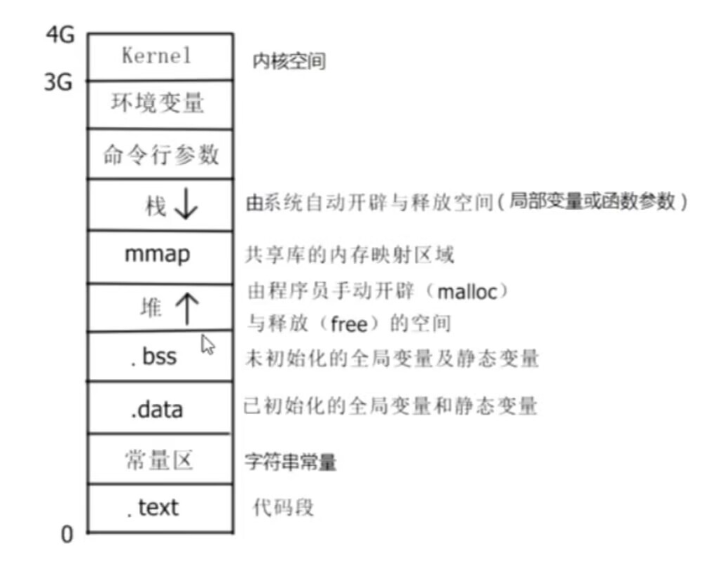 4G
Kernel 内核空间
3G
环境变量
命令行参数
栈 由系统自动开辟与释放空间(局部变量或函数参数)
mmap 共享库的内存映射区域
堆 由程序员手动开辟（malloc）
与释放（free）的空间
.bss 未初始化的全局变量及静态变量
.data 已初始化的全局变量和静态变量
常量区 字符串常量
.text 代码段
0